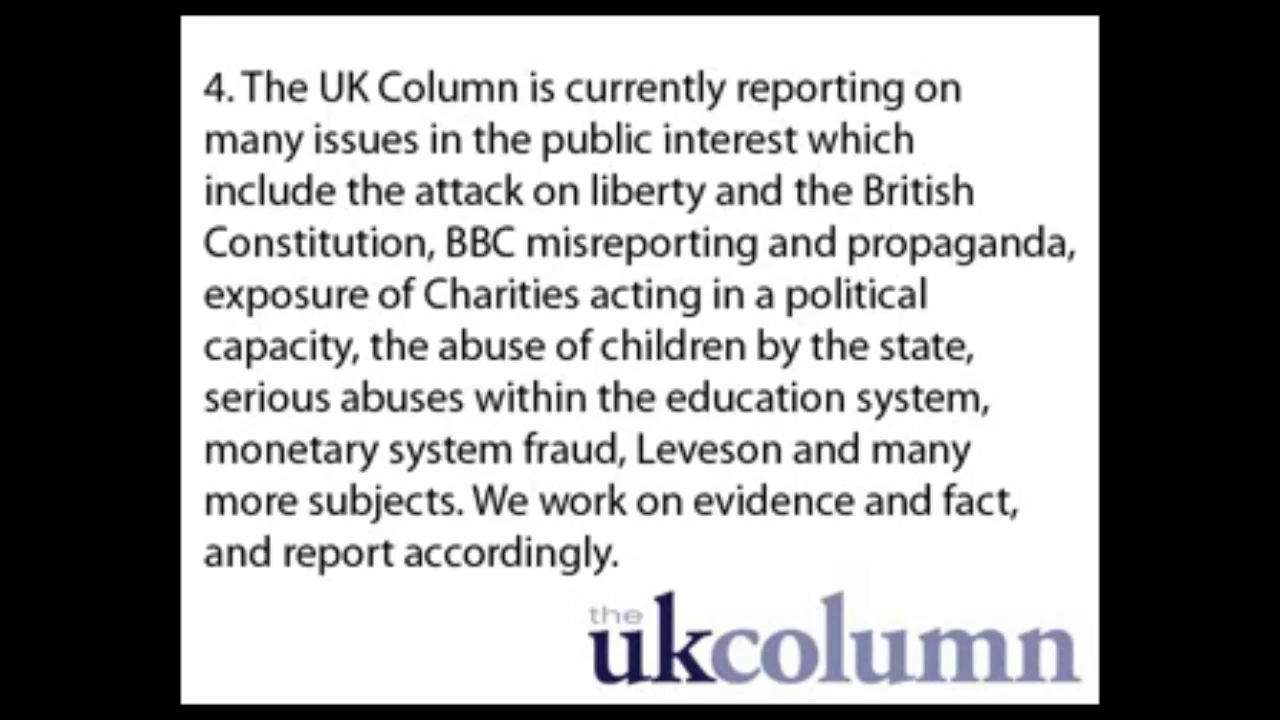 4. The UK Column is currently reporting on
many issues in the public interest which
include the attack on liberty and the British
Constitution, BBC misreporting and propaganda,
exposure of Charities acting in a political
capacity, the abuse of children by the state,
serious abuses within the education system,
monetary system fraud, Leveson and many
more subjects. We work on evidence and fact,
and report accordingly.
the
ukcolumn